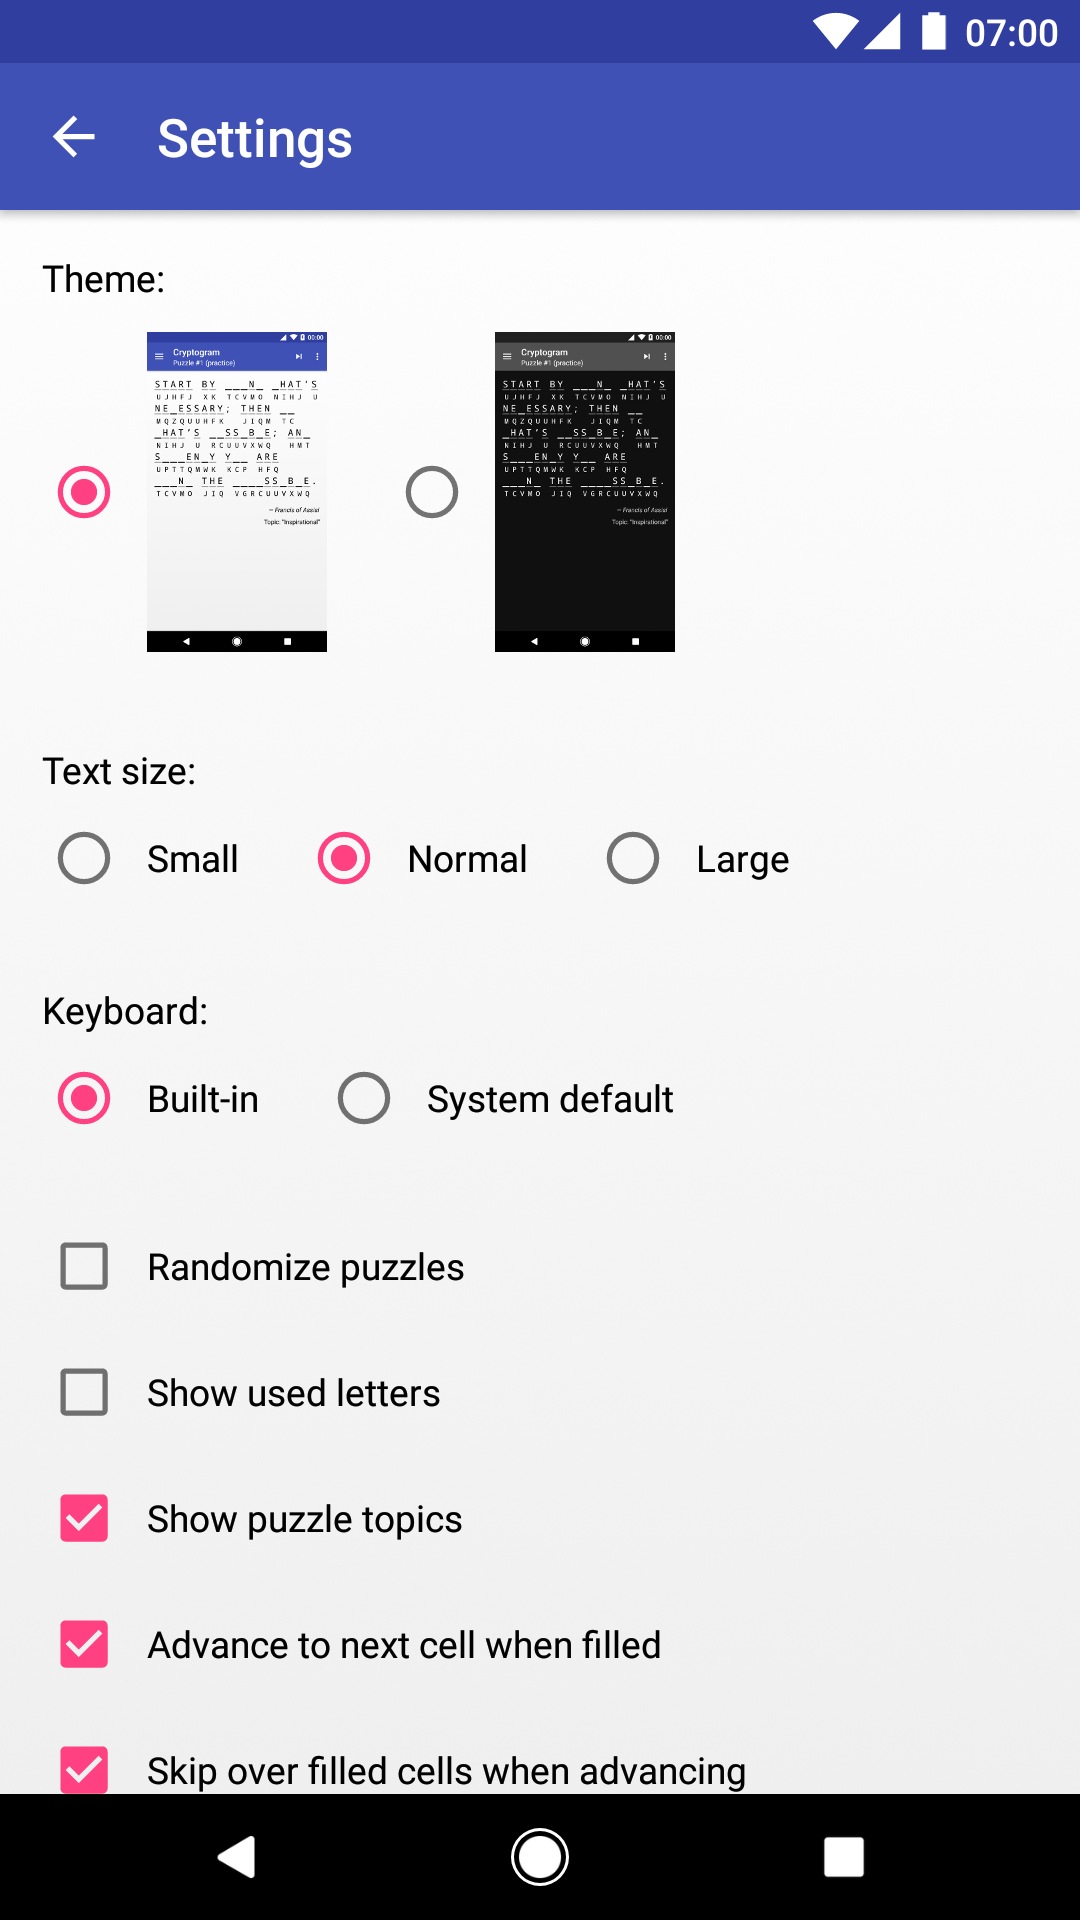 07:00
Settings
Theme:
00:00
Cryptogram
Puzzle #1 (practice)
START BY ___N_ _HAT'S
UJHFJ XK TCVMO NIHJ U
NE_ESSARY; THEN __
MQZQUUHFK JIQM TC
_HAT'S __SS_B_E; AN_
NIHJ U RCUUVXWQ HMT
S___EN_Y Y__ ARE
UPTTQMWK KCP HFQ
___N_ THE ____SS_B_E.
TCVMO JIQ VGRCUUVXWQ
– Francis of Assisi
Topic: "Inspirational"
00:00
Cryptogram
Puzzle #1 (practice)
START BY ___N_ _HAT'S
UJHFJ XK TCVMO NIHJ U
NE_ESSARY; THEN __
MQZQUUHFK JIQM TC
_HAT'S __SS_B_E; AN_
NIHJ U RCUUVXWQ HMT
S___EN_Y Y__ ARE
UPTTQMWK KCP HFQ
___N_ THE ____SS_B_E.
TCVMO JIQ VGRCUUVXWQ
– Francis of Assisi
Topic: "Inspirational"
Text size:
Small Normal Large
Keyboard:
Built-in System default
Randomize puzzles
Show used letters
Show puzzle topics
Advance to next cell when filled
Skip over filled cells when advancing